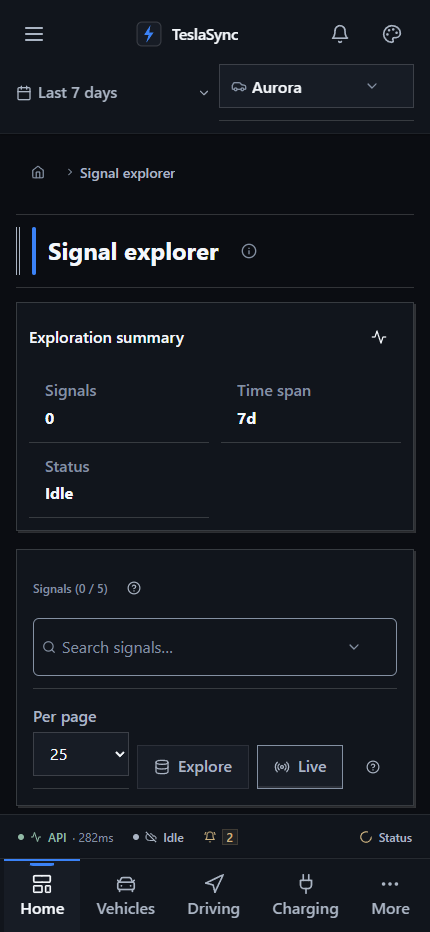 TeslaSync
Last 7 days
Aurora
Signal explorer
Signal explorer
Exploration summary
Signals
Time span
0
7d
Status
Idle
Signals (0 / 5)
Search signals...
Per page
25
Explore
Live
API · 282ms
Idle
2
Status
Home
Vehicles
Driving
Charging
More